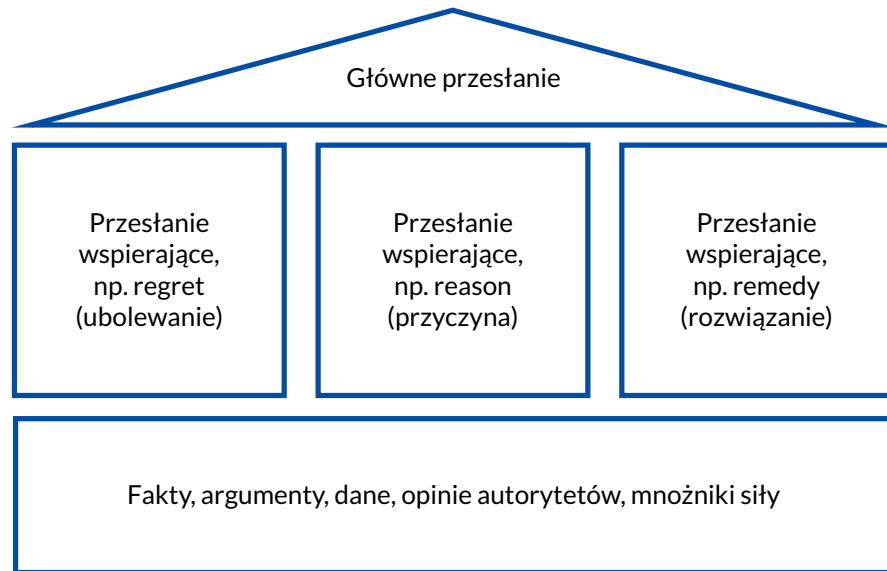 Główne przesłanie
Przesłanie
wspierające,
np. regret
(ubolewanie)
Przesłanie
wspierające,
np. reason
(przyczyna)
Przesłanie
wspierające,
np. remedy
(rozwiązanie)
Fakty, argumenty, dane, opinie autorytetów, mnożniki siły